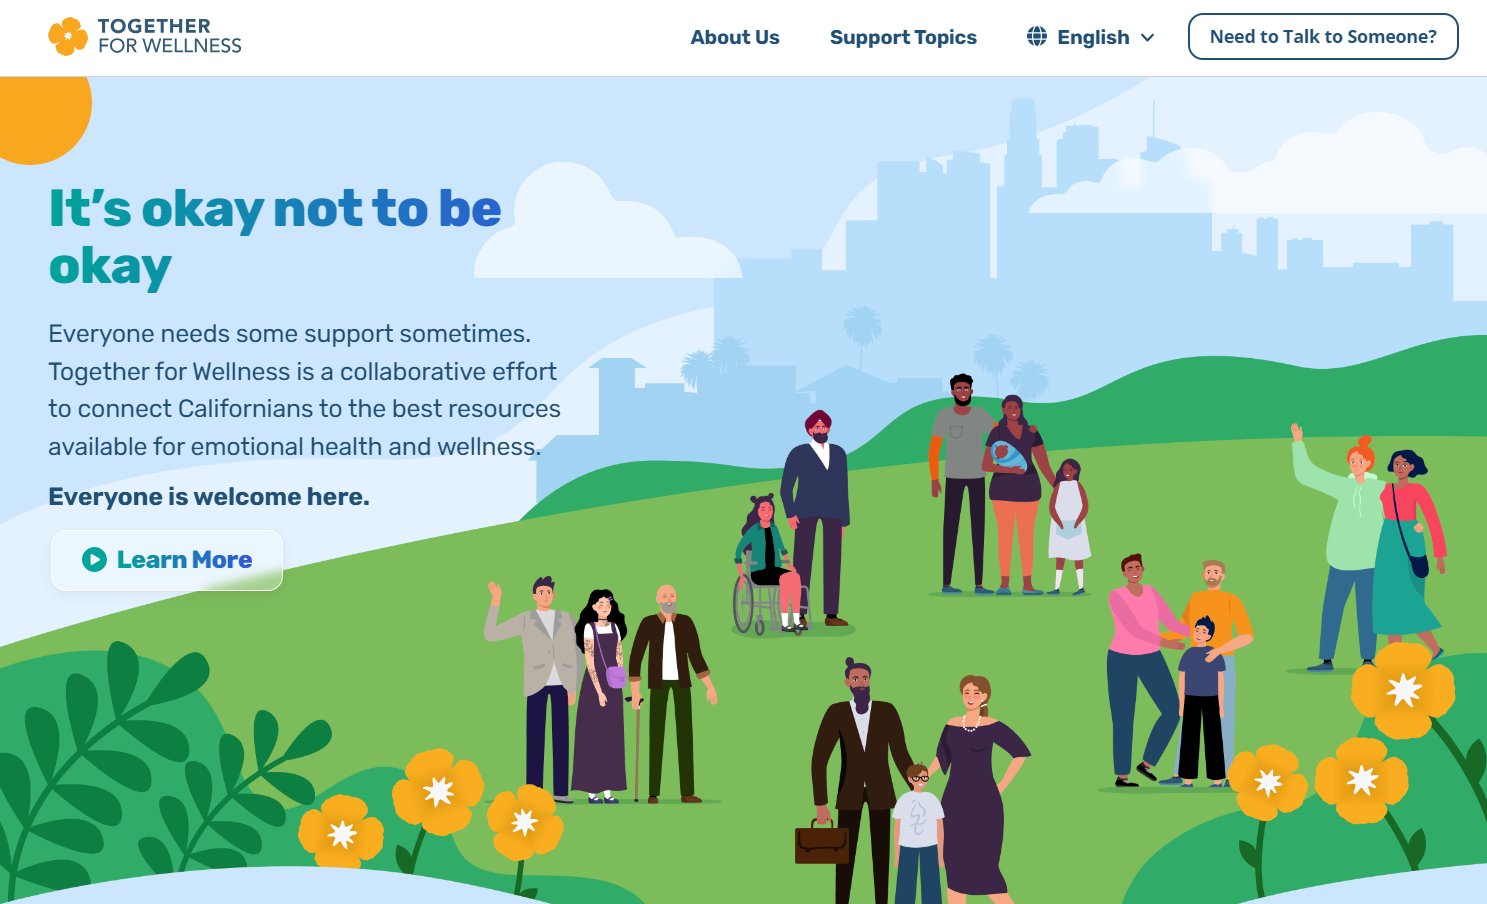 TOGETHER
FOR WELLNESS
About Us
Support Topics
English
Need to Talk to Someone?
It’s okay not to be
okay
Everyone needs some support sometimes.
Together for Wellness is a collaborative effort
to connect Californians to the best resources
available for emotional health and wellness.
Everyone is welcome here.
Learn More